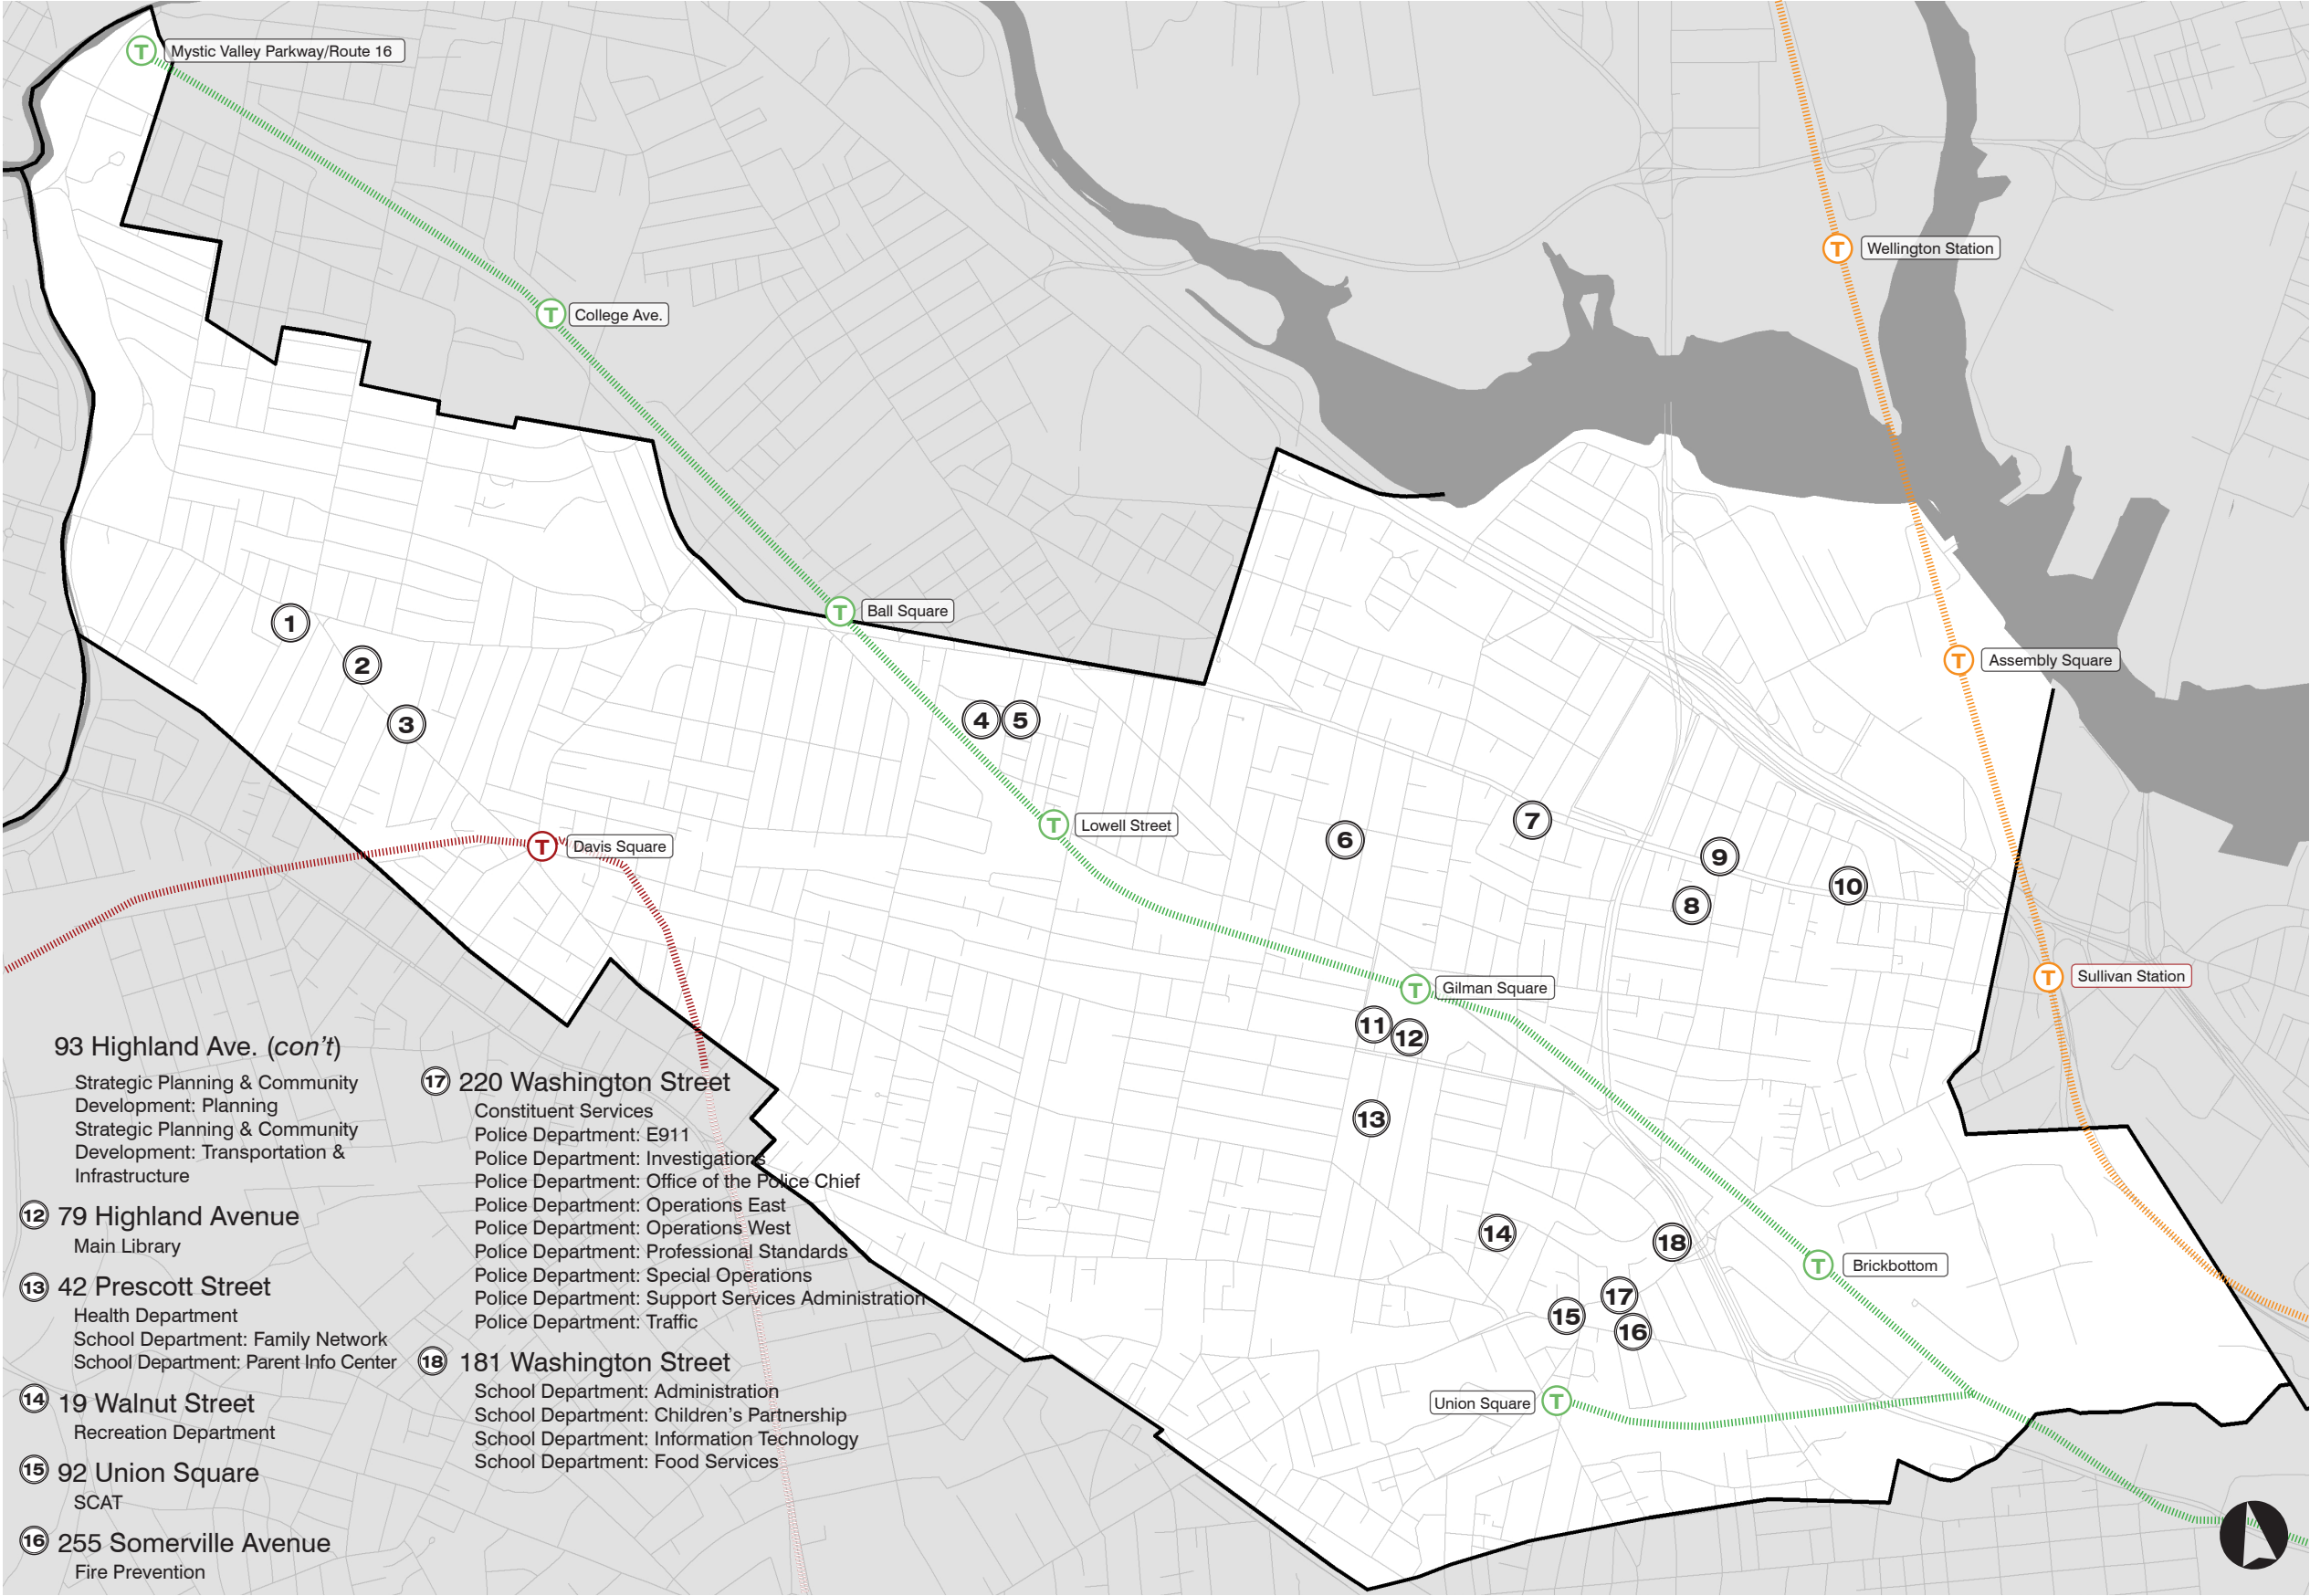 T Mystic Valley Parkway/Route 16
T Wellington Station
T College Ave.
T Ball Square
1
2
T Assembly Square
3
4 5
T Lowell Street
7
6
T Davis Square
9
10
8
T Sullivan Station
T Gilman Square
11
12
13
14
18
T Brickbottom
17
15
16
Union Square T
93 Highland Ave. (con’t)
Strategic Planning & Community
Development: Planning
Strategic Planning & Community
Development: Transportation &
Infrastructure
12 79 Highland Avenue
Main Library
13 42 Prescott Street
Health Department
School Department: Family Network
School Department: Parent Info Center
14 19 Walnut Street
Recreation Department
15 92 Union Square
SCAT
16 255 Somerville Avenue
Fire Prevention
17 220 Washington Street
Constituent Services
Police Department: E911
Police Department: Investigations
Police Department: Office of the Police Chief
Police Department: Operations East
Police Department: Operations West
Police Department: Professional Standards
Police Department: Special Operations
Police Department: Support Services Administration
Police Department: Traffic
18 181 Washington Street
School Department: Administration
School Department: Children’s Partnership
School Department: Information Technology
School Department: Food Services